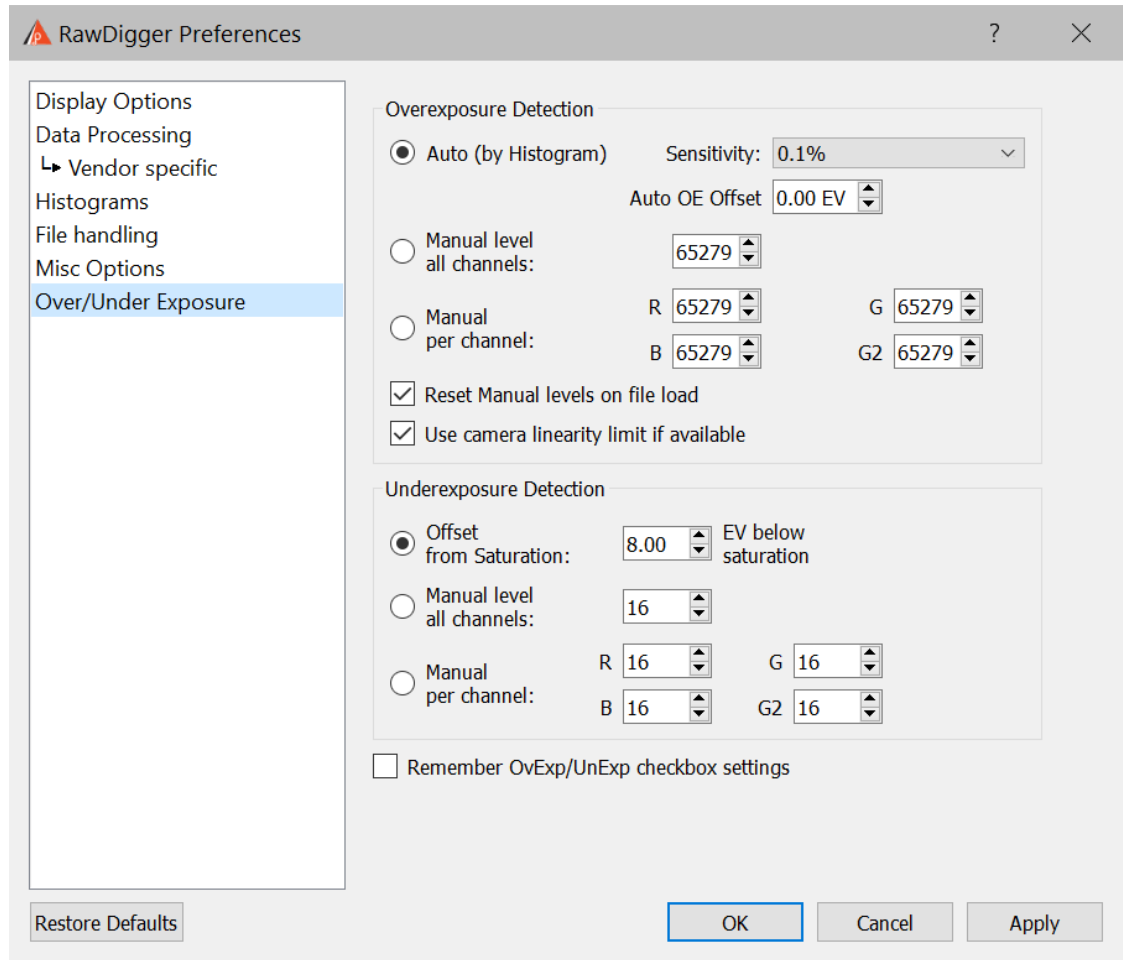 RawDigger Preferences
?
Display Options
Data Processing
Vendor specific
Histograms
File handling
Misc Options
Over/Under Exposure
Overexposure Detection
Auto (by Histogram) Sensitivity: 0.1%
Auto OE Offset 0.00 EV
Manual level
all channels:
65279
Manual
per channel:
R 65279 G 65279
B 65279 G2 65279
Reset Manual levels on file load
Use camera linearity limit if available
Underexposure Detection
Offset
from Saturation:
8.00
EV below
saturation
Manual level
all channels:
16
Manual
per channel:
R 16 G 16
B 16 G2 16
Remember OvExp/UnExp checkbox settings
Restore Defaults OK Cancel Apply